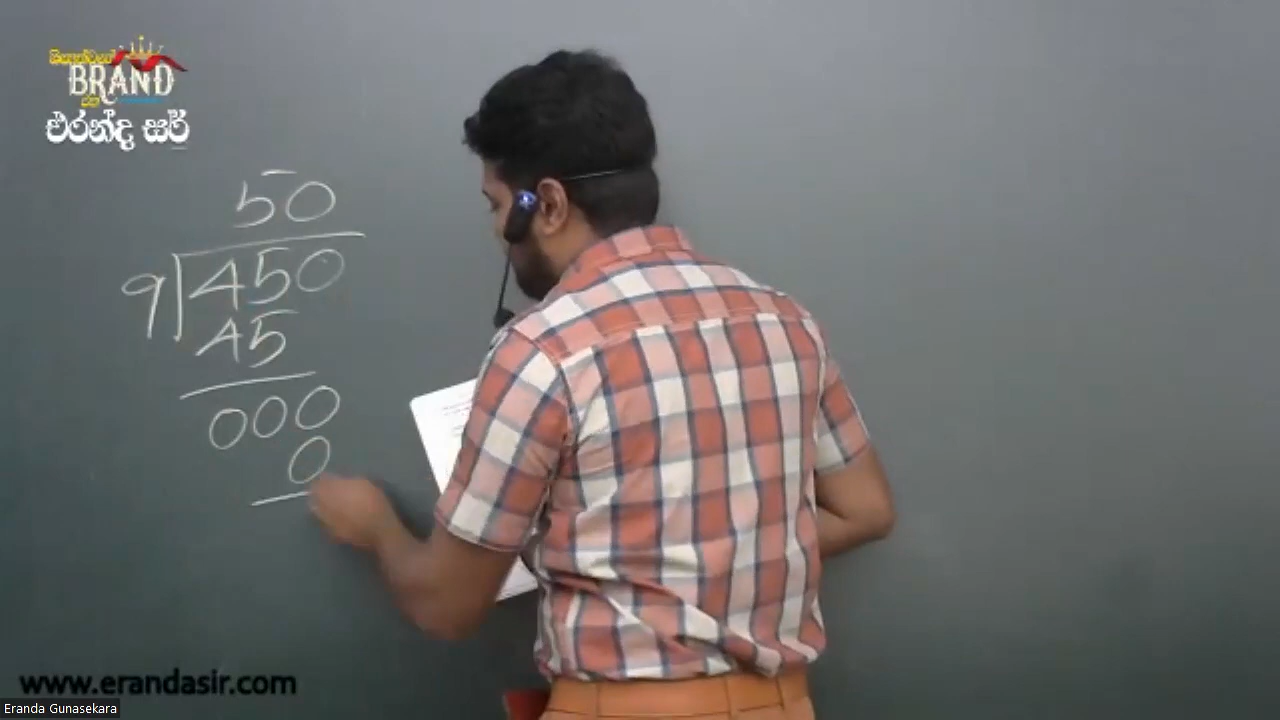 BRAND
එරන්ද සර්
50
9 450
45
000
0
www.erandasir.com
Eranda Gunasekara